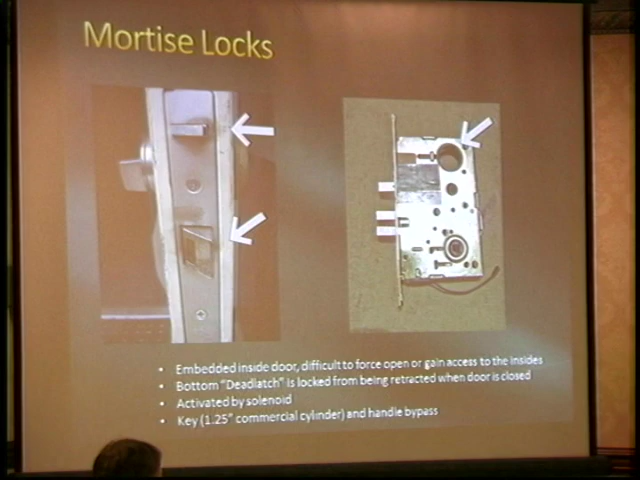 Mortise Locks
• Embedded inside door, difficult to force open or gain access to the insides
• Bottom "Deadlatch" is locked from being retracted when door is closed
• Activated by solenoid
• Key (1.25" commercial cylinder) and handle bypass